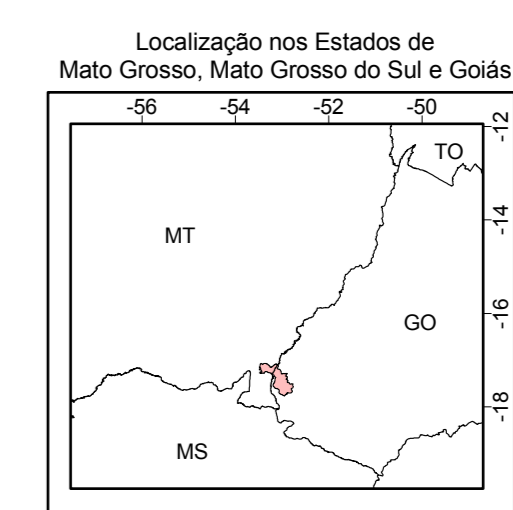 Localização nos Estados de
Mato Grosso, Mato Grosso do Sul e Goiás
-56 -54 -52 -50
-12
TO
-14
MT
-16
GO
-18
MS